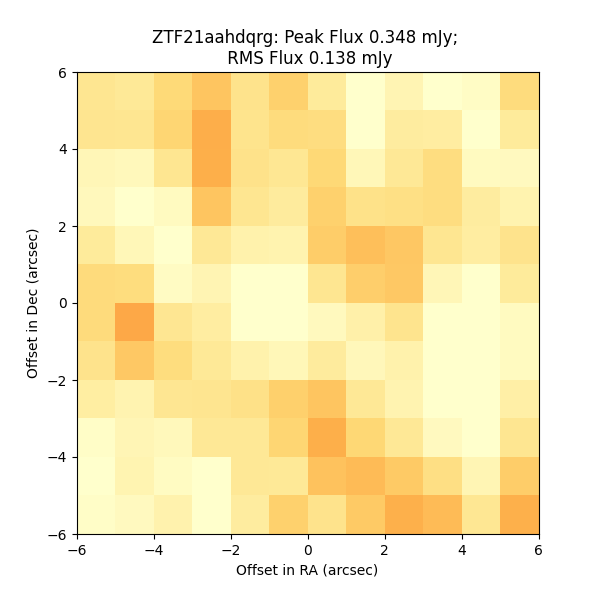 ZTF21aahdqrg: Peak Flux 0.348 mJy;
RMS Flux 0.138 mJy
6
4
2
0
−2
−4
−6
Offset in Dec (arcsec)
−6 −4 −2 0 2 4 6
Offset in RA (arcsec)